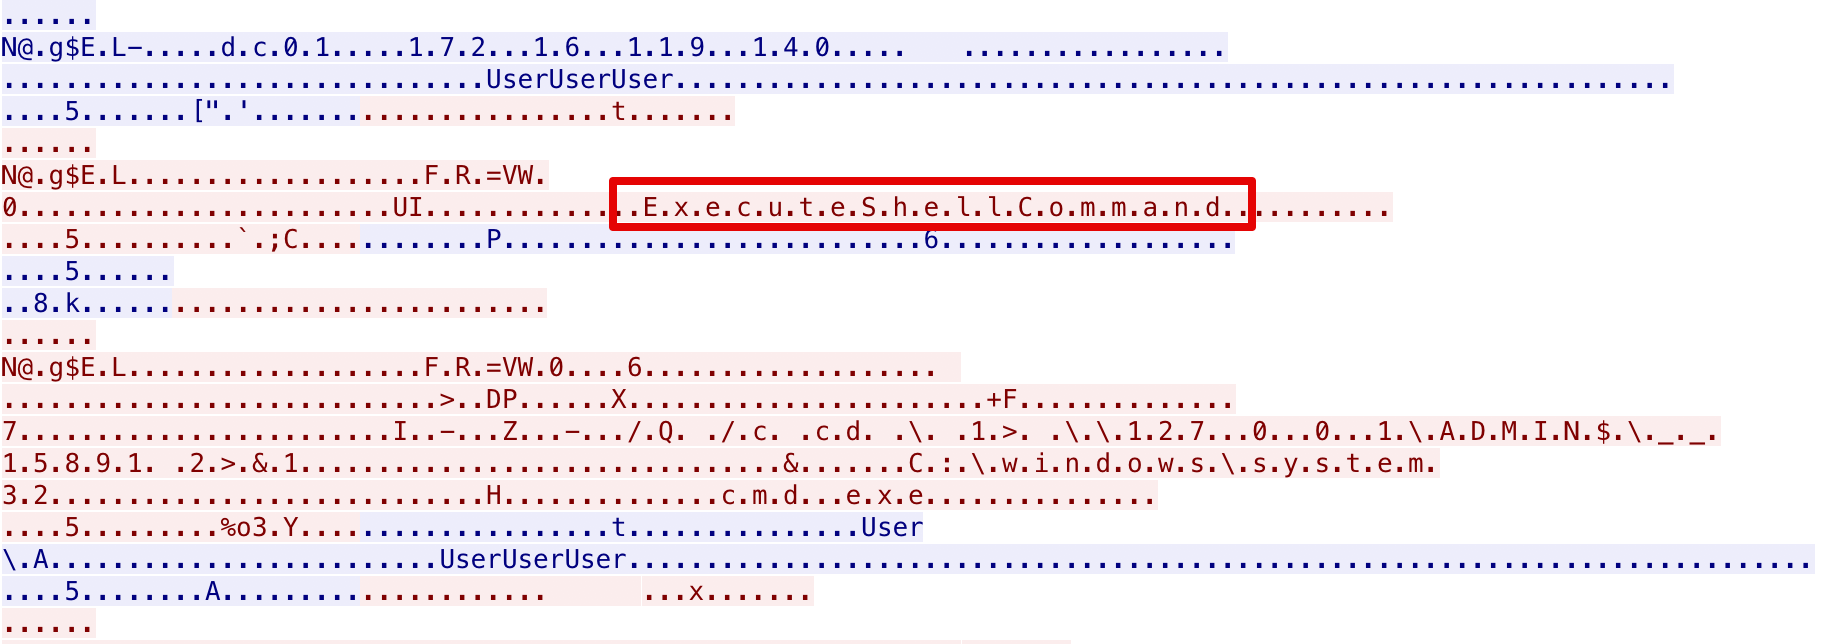 ......
N@.g$E.L-.....d.c.0.1.....1.7.2...1.6...1.1.9...1.4.0..... .................
...............................UserUserUser................................................................
....5.......[".'.......................t.......
......
N@.g$E.L...................F.R.=VW.
0........................UI..............E.x.e.c.u.t.e.S.h.e.l.l.C.o.m.m.a.n.d...........
....5..........`.;C............P...........................6...................
....5......
..8.k..............................
......
N@.g$E.L...................F.R.=VW.0....6...................
............................>..DP......X.......................+F..............
7........................I..-...Z...-.../.Q. ./.c. .c.d. \. .1.>. .\.\.1.2.7...0...0...1.\.A.D.M.I.N.$.\._._.
1.5.8.9.1. .2.>.&.1...............................&.......C.:.\.w.i.n.d.o.w.s.\.s.y.s.t.e.m.
3.2............................H..............c.m.d...e.x.e...............
....5.........%o3.Y....................t...............User
\.A.........................UserUserUser............................................................................
....5........A..................... ...x.......
......